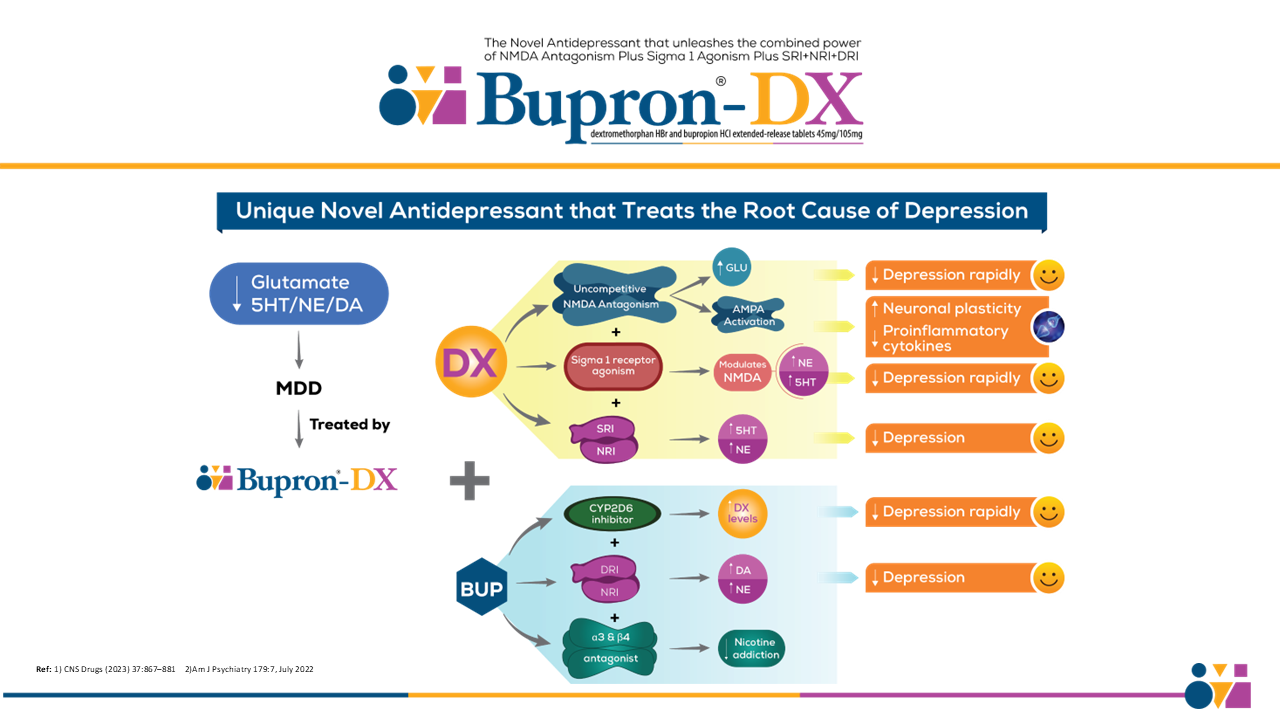 The Novel Antidepressant that unleashes the combined power
of NMDA Antagonism Plus Sigma 1 Agonism Plus SRI+NRI+DRI
Bupron®-DX
dextromethorphan HBr and bupropion HCl extended-release tablets 45mg/105mg
Unique Novel Antidepressant that Treats the Root Cause of Depression
↓ Glutamate
5HT/NE/DA
MDD
Treated by
Bupron®-DX
+
DX
Uncompetitive
NMDA Antagonism
↑ GLU
AMPA
Activation
↓ Depression rapidly
↑ Neuronal plasticity
↓ Proinflammatory
cytokines
+
Sigma 1 receptor
agonism
Modulates
NMDA
↑ NE
↑ 5HT
↓ Depression rapidly
+
SRI
NRI
↑ 5HT
↑ NE
↓ Depression
BUP
CYP2D6
inhibitor
↑ DX
levels
↓ Depression rapidly
+
DRI
NRI
↑ DA
↑ NE
↓ Depression
+
α3 & β4
antagonist
↓ Nicotine
addiction
Ref: 1) CNS Drugs (2023) 37:867–881 2)Am J Psychiatry 179:7, July 2022